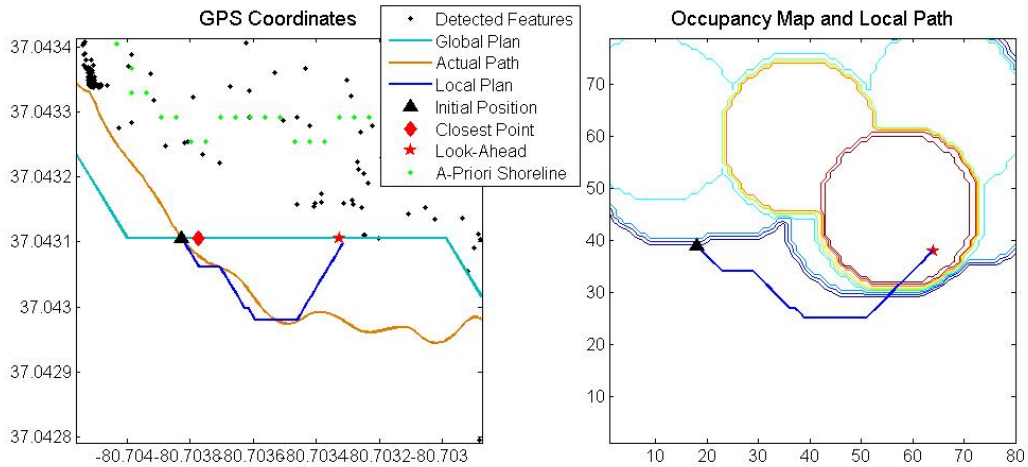 GPS Coordinates
37.0434
37.0433
37.0433
37.0432
37.0431
37.043
37.0429
37.0428
-80.704
-80.7038
-80.7036
-80.7034
-80.7032
-80.703
Detected Features
Global Plan
Actual Path
Local Plan
Initial Position
Closest Point
Look-Ahead
A-Priori Shoreline
Occupancy Map and Local Path
70
60
50
40
30
20
10
10
20
30
40
50
60
70
80